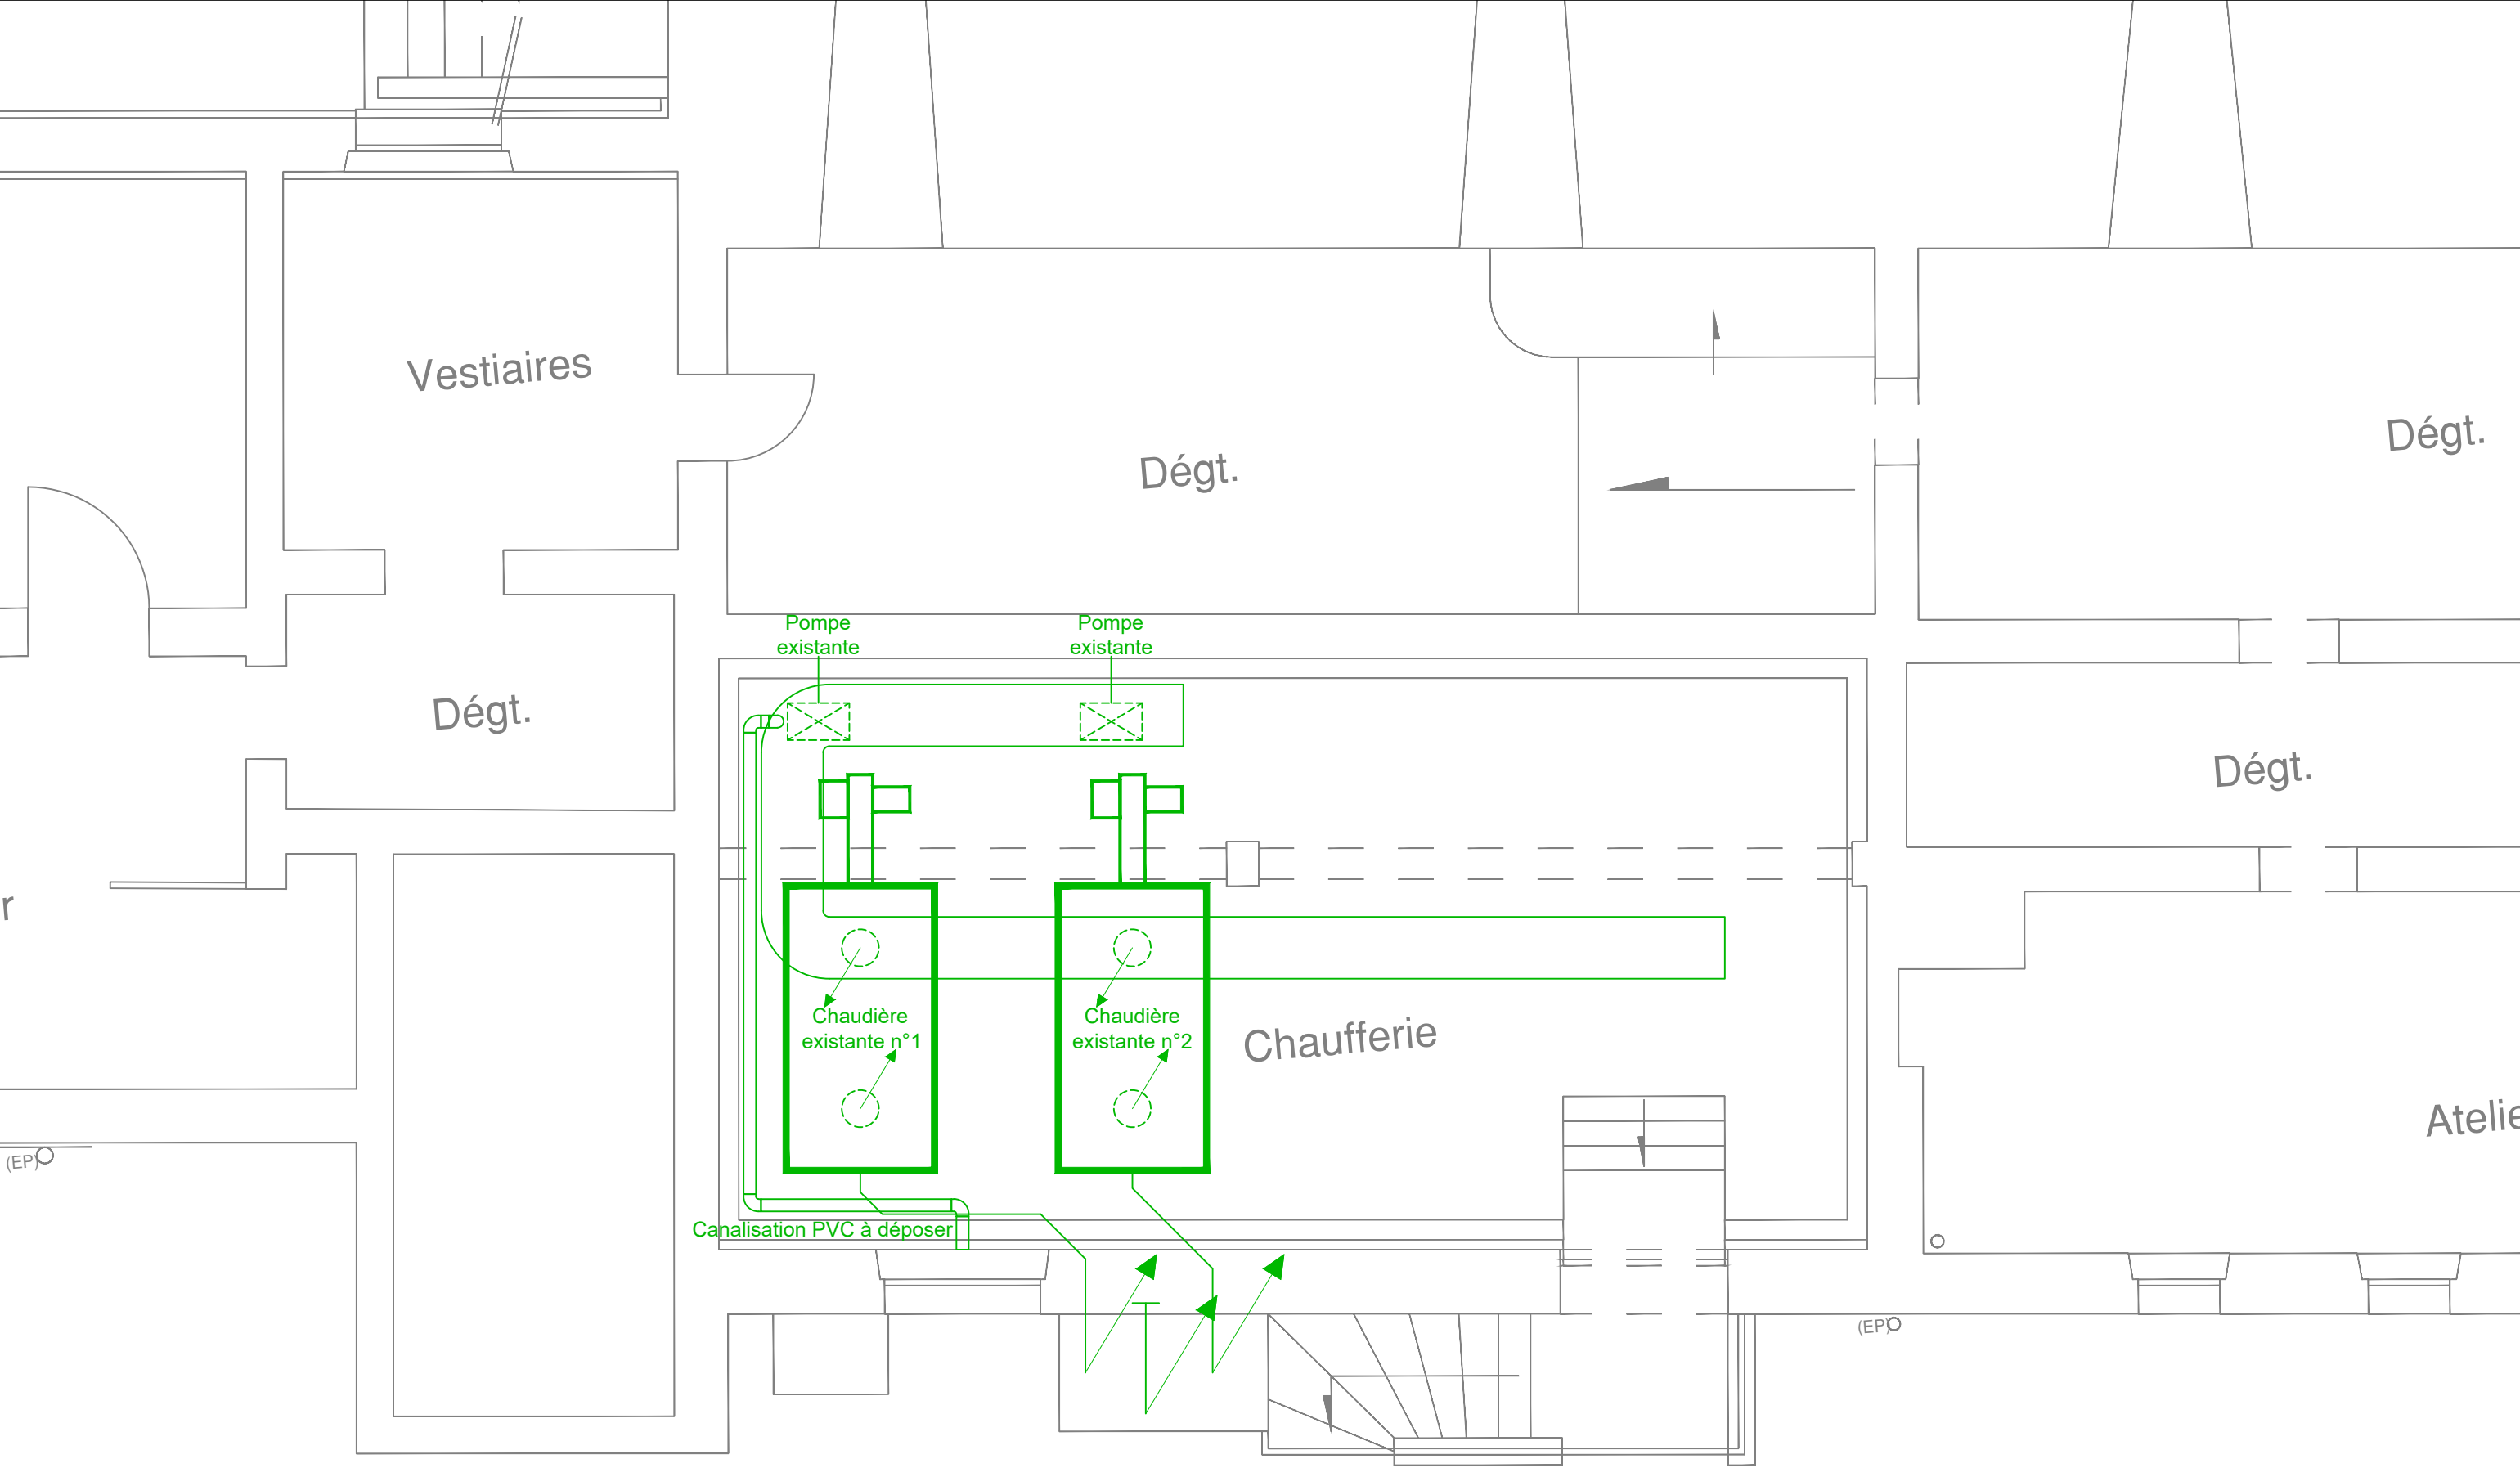 Vestiaires
Dégt.
Dégt.
Pompe
existante
Pompe
existante
Dégt.
Dégt.
r
Chaudière
existante n°1
Chaudière
existante n°2
Chaufferie
Atelie
(EP)
Canalisation PVC à déposer
(EP)